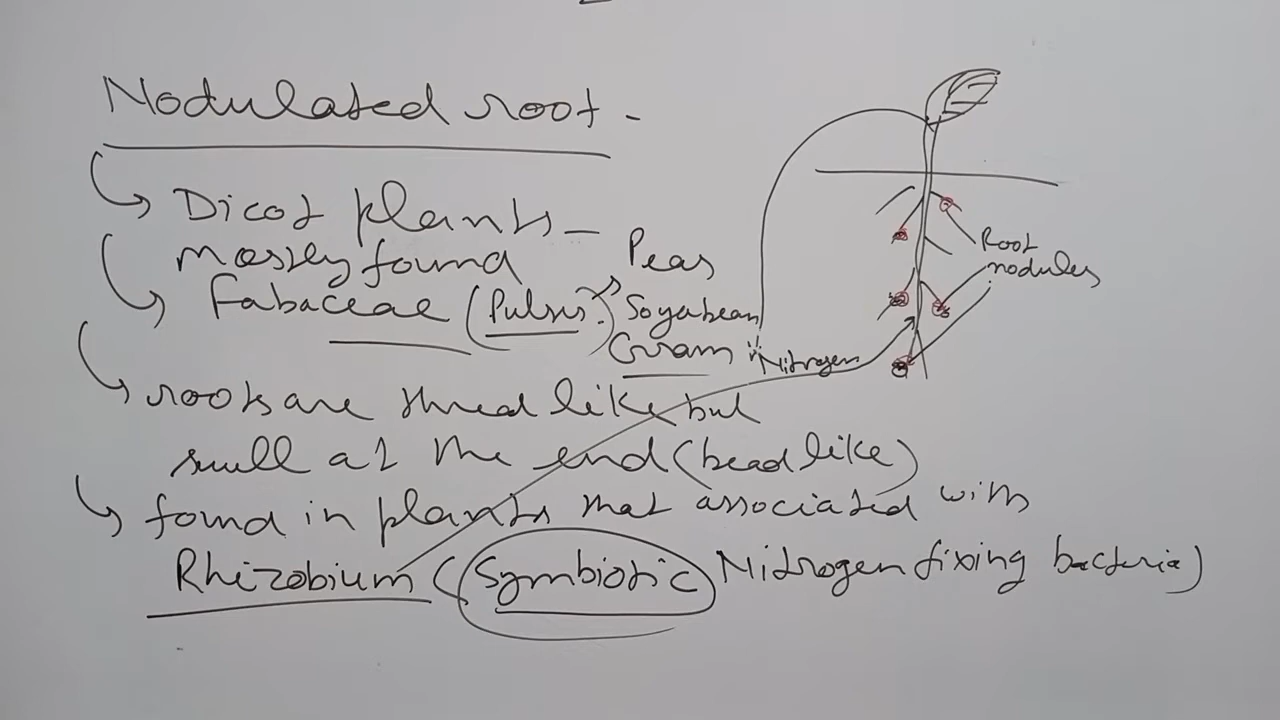 Nodulated root -
Dicot plants -
mostly found
Fabaceae (Pulses)
Peas
Soyabean
Gram
roots are thread like but
swell at the end (bead like)
found in plants that associated with
Rhizobium (Symbiotic Nitrogen fixing bacteria)
Root
nodules
Nitrogen